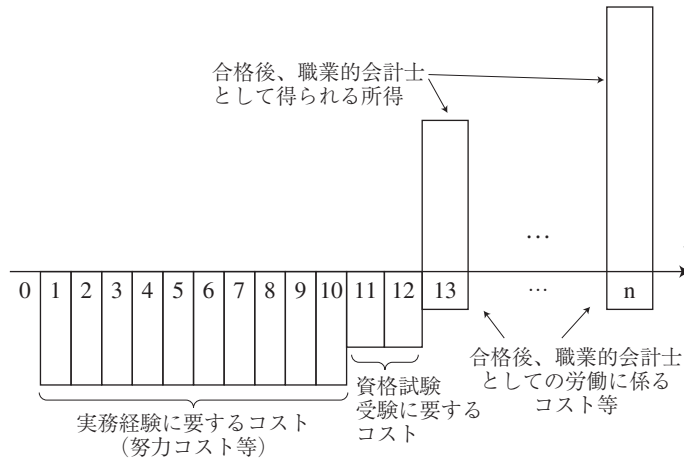 合格後、職業的会計士
として得られる所得
…
0 1 2 3 4 5 6 7 8 9 10 11 12 13 … n
合格後、職業的会計士
としての労働に係る
コスト等
資格試験
受験に要する
コスト
実務経験に要するコスト
（努力コスト等）